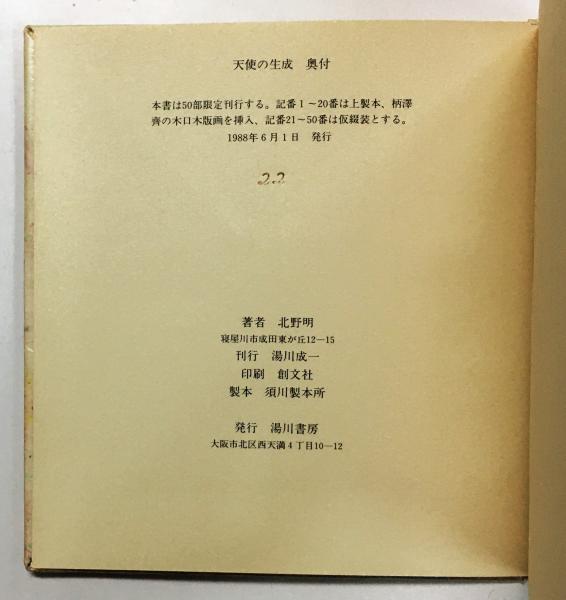 天使の生成　奥付
本書は50部限定刊行する。記番1～20番は上製本、柄澤
齊の木口木版画を挿入、記番21～50番は仮綴装とする。
1988年6月1日　発行
22
著者　北野明
寝屋川市成田東が丘12―15
刊行　湯川成一
印刷　創文社
製本　須川製本所
発行　湯川書房
大阪市北区西天満4丁目10―12